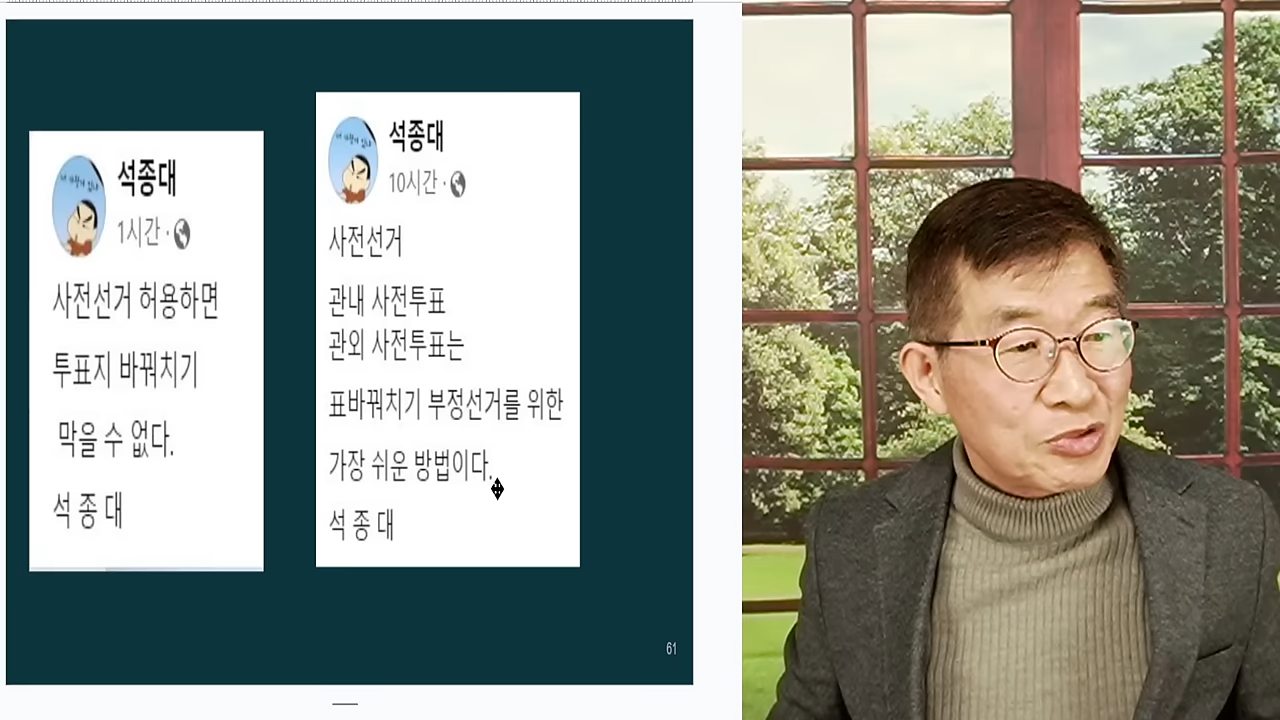 석종대
1시간 ·
사전선거 허용하면
투표지 바꿔치기
막을 수 없다.
석 종 대
석종대
10시간 ·
사전선거
관내 사전투표
관외 사전투표는
표바꿔치기 부정선거를 위한
가장 쉬운 방법이다.
석 종 대
61